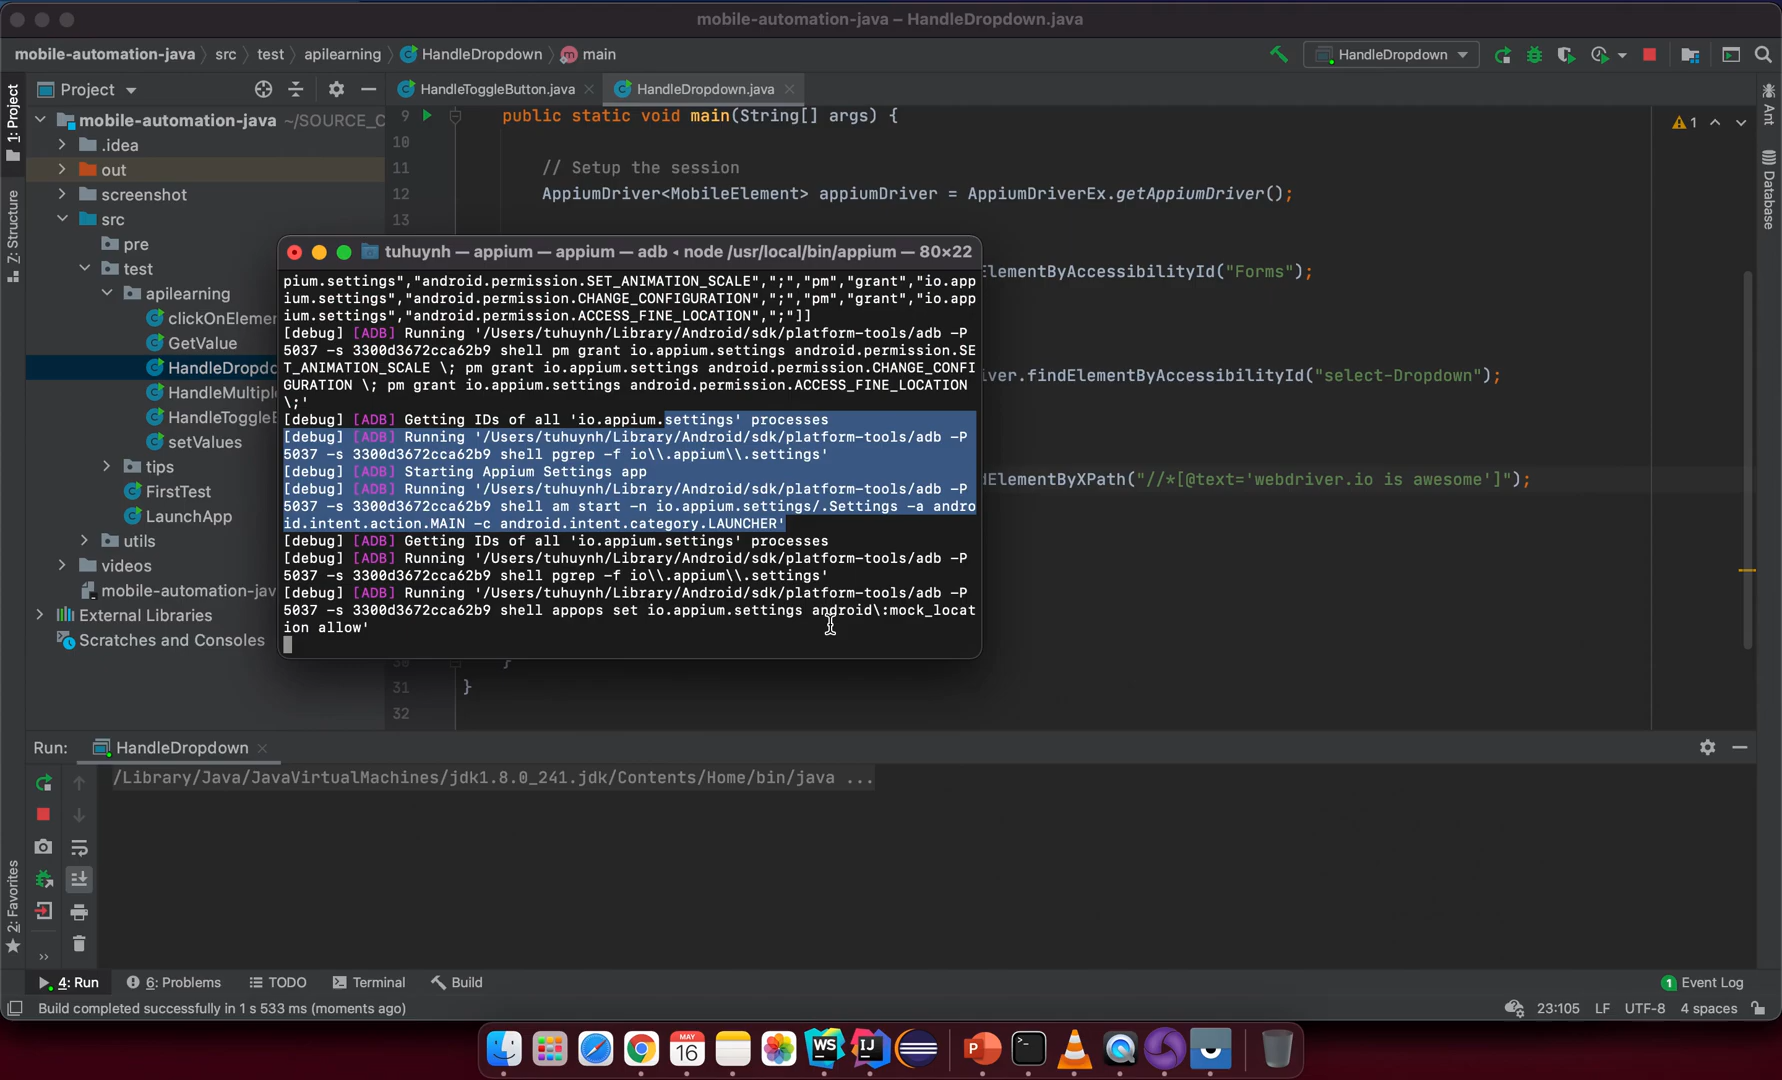 mobile-automation-java – HandleDropdown.java
mobile-automation-java
src
test
apilearning
HandleDropdown
main
HandleDropdown
1: Project
Z: Structure
2: Favorites
Project
HandleToggleButton.java
HandleDropdown.java
Ant
Database
mobile-automation-java ~/SOURCE_C
.idea
out
screenshot
src
pre
test
apilearning
clickOnElemen
GetValue
HandleDropdo
HandleMultipl
HandleToggleB
setValues
tips
FirstTest
LaunchApp
utils
videos
mobile-automation-jav
External Libraries
Scratches and Consoles
9 public static void main(String[] args) {
10
11 // Setup the session
12 AppiumDriver<MobileElement> appiumDriver = AppiumDriverEx.getAppiumDriver();
13
1
ElementByAccessibilityId("Forms");
iver.findElementByAccessibilityId("select-Dropdown");
dElementByXPath("//*[@text='webdriver.io is awesome']");
30 }
31 }
32
tuhuynh — appium — appium — adb ◂ node /usr/local/bin/appium — 80×22
pium.settings","android.permission.SET_ANIMATION_SCALE",";","pm","grant","io.app
ium.settings","android.permission.CHANGE_CONFIGURATION",";","pm","grant","io.app
ium.settings","android.permission.ACCESS_FINE_LOCATION",";"]]
[debug] [ADB] Running '/Users/tuhuynh/Library/Android/sdk/platform-tools/adb -P
5037 -s 3300d3672cca62b9 shell pm grant io.appium.settings android.permission.SE
T_ANIMATION_SCALE \; pm grant io.appium.settings android.permission.CHANGE_CONFI
GURATION \; pm grant io.appium.settings android.permission.ACCESS_FINE_LOCATION
\;'
[debug] [ADB] Getting IDs of all 'io.appium.settings' processes
[debug] [ADB] Running '/Users/tuhuynh/Library/Android/sdk/platform-tools/adb -P
5037 -s 3300d3672cca62b9 shell pgrep -f io\\.appium\\.settings'
[debug] [ADB] Starting Appium Settings app
[debug] [ADB] Running '/Users/tuhuynh/Library/Android/sdk/platform-tools/adb -P
5037 -s 3300d3672cca62b9 shell am start -n io.appium.settings/.Settings -a andro
id.intent.action.MAIN -c android.intent.category.LAUNCHER'
[debug] [ADB] Getting IDs of all 'io.appium.settings' processes
[debug] [ADB] Running '/Users/tuhuynh/Library/Android/sdk/platform-tools/adb -P
5037 -s 3300d3672cca62b9 shell pgrep -f io\\.appium\\.settings'
[debug] [ADB] Running '/Users/tuhuynh/Library/Android/sdk/platform-tools/adb -P
5037 -s 3300d3672cca62b9 shell appops set io.appium.settings android\:mock_locat
ion allow'
Run:
HandleDropdown
/Library/Java/JavaVirtualMachines/jdk1.8.0_241.jdk/Contents/Home/bin/java ...
4: Run
6: Problems
TODO
Terminal
Build
1 Event Log
Build completed successfully in 1 s 533 ms (moments ago)
23:105
LF
UTF-8
4 spaces
MAY
16
WS
IJ
P